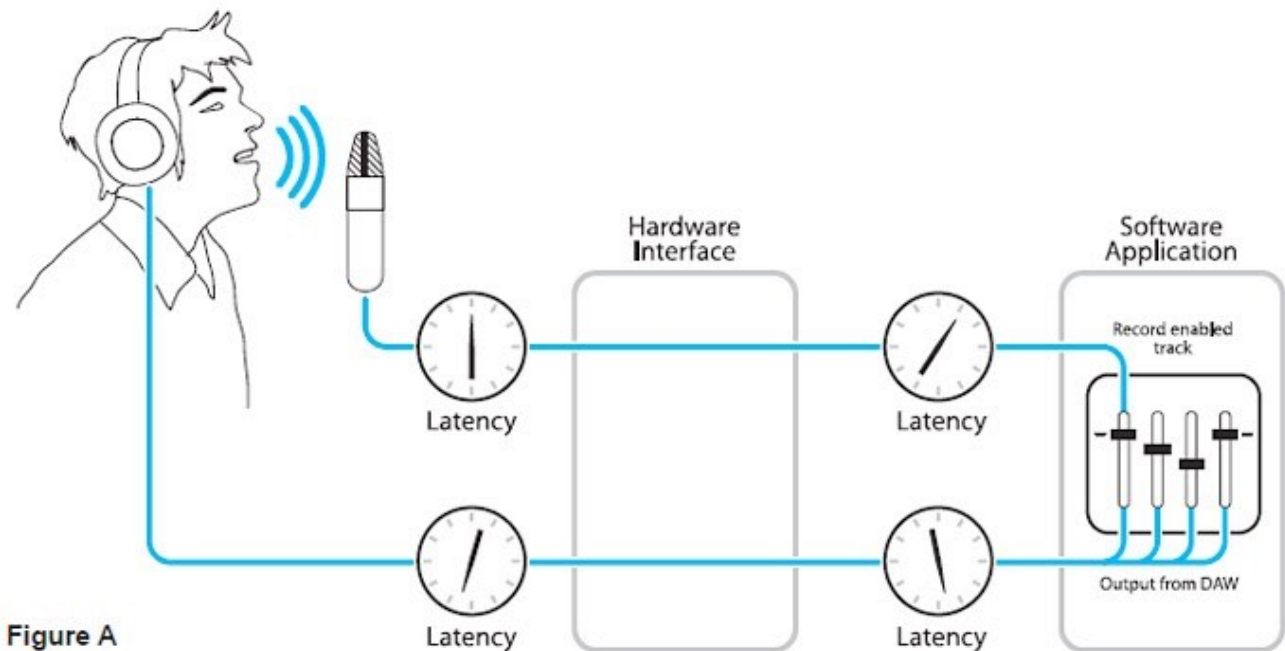 Hardware
Interface
Software
Application
Record enabled
track
Latency
Latency
Latency
Latency
Output from DAW
Figure A